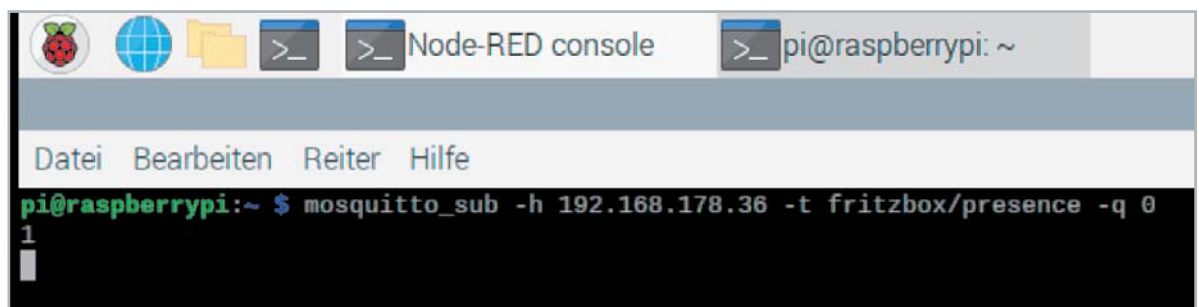 >_ >_ Node-RED console >_ pi@raspberrypi: ~
Datei Bearbeiten Reiter Hilfe
pi@raspberrypi:~ $ mosquitto_sub -h 192.168.178.36 -t fritzbox/presence -q 0
1